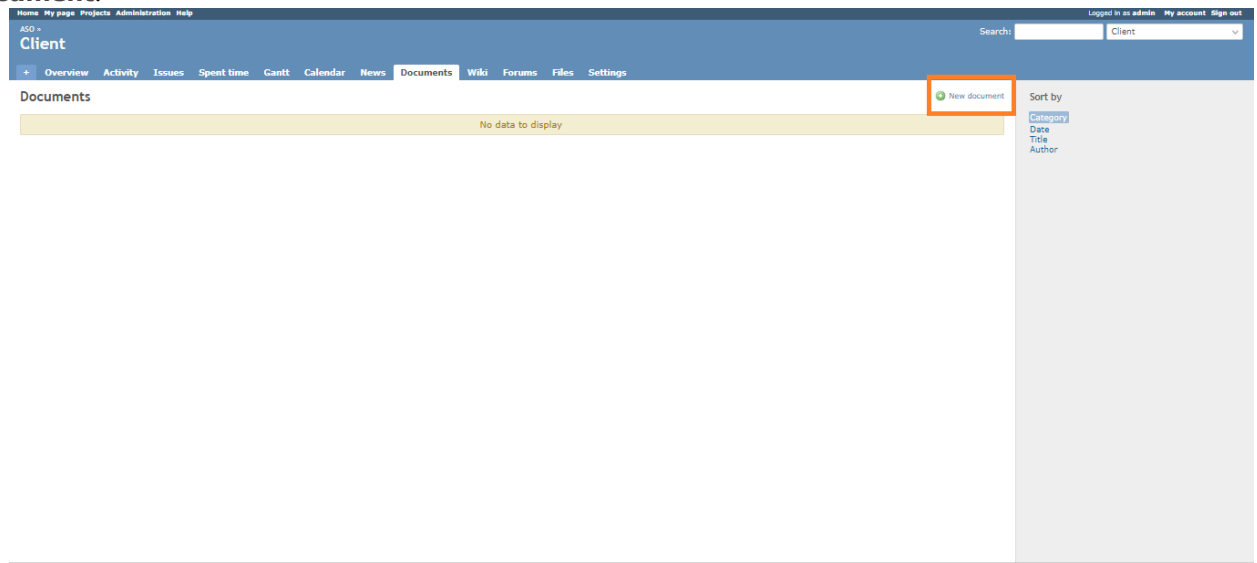 Home My page Projects Administration Help
Logged in as admin My account Sign out
ASO »
Client
Search:
Client
+ Overview Activity Issues Spent time Gantt Calendar News Documents Wiki Forums Files Settings
Documents
New document
No data to display
Sort by
Category
Date
Title
Author